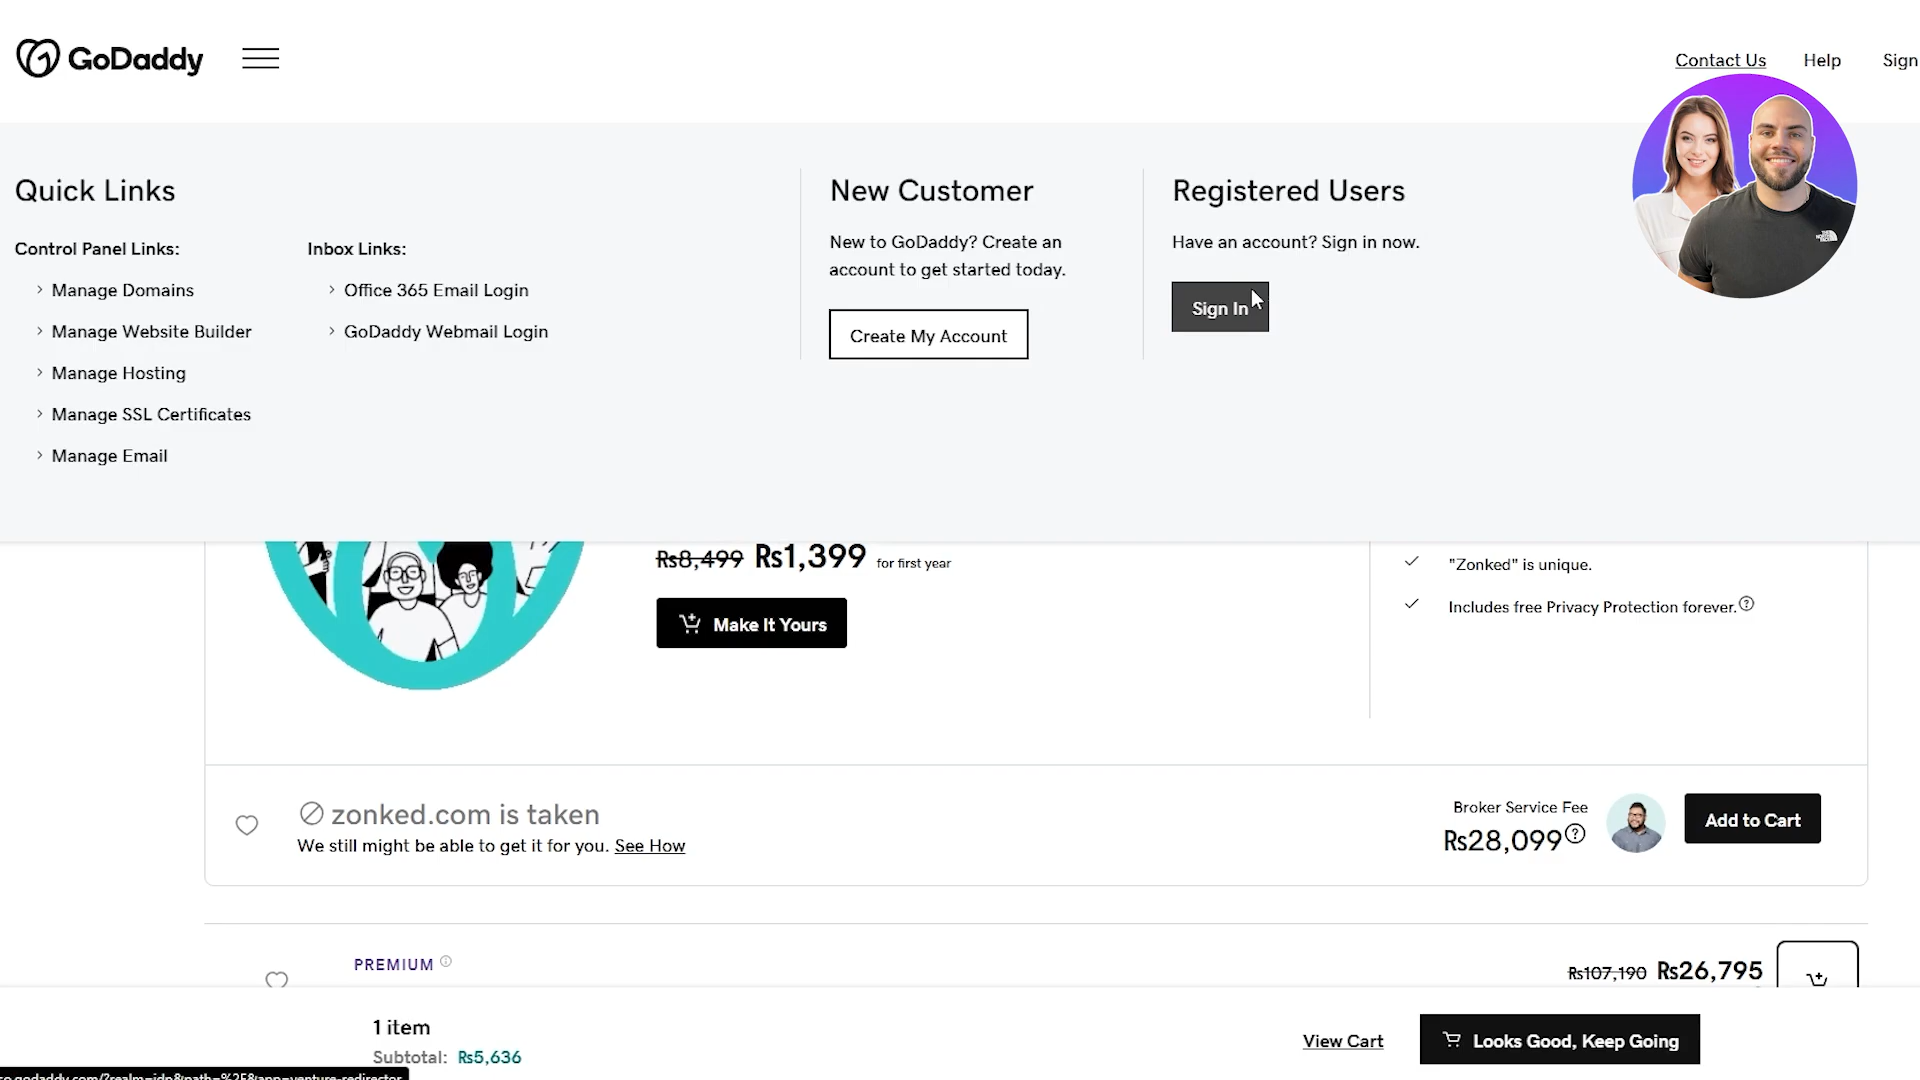 GoDaddy
Contact Us
Help
Sign
Quick Links
Control Panel Links:
Manage Domains
Manage Website Builder
Manage Hosting
Manage SSL Certificates
Manage Email
Inbox Links:
Office 365 Email Login
GoDaddy Webmail Login
New Customer
New to GoDaddy? Create an
account to get started today.
Create My Account
Registered Users
Have an account? Sign in now.
Sign In
Rs8,499 Rs1,399 for first year
Make It Yours
"Zonked" is unique.
Includes free Privacy Protection forever.
zonked.com is taken
We still might be able to get it for you. See How
Broker Service Fee
Rs28,099
Add to Cart
PREMIUM
Rs107,190 Rs26,795
1 item
Subtotal: Rs5,636
View Cart
Looks Good, Keep Going